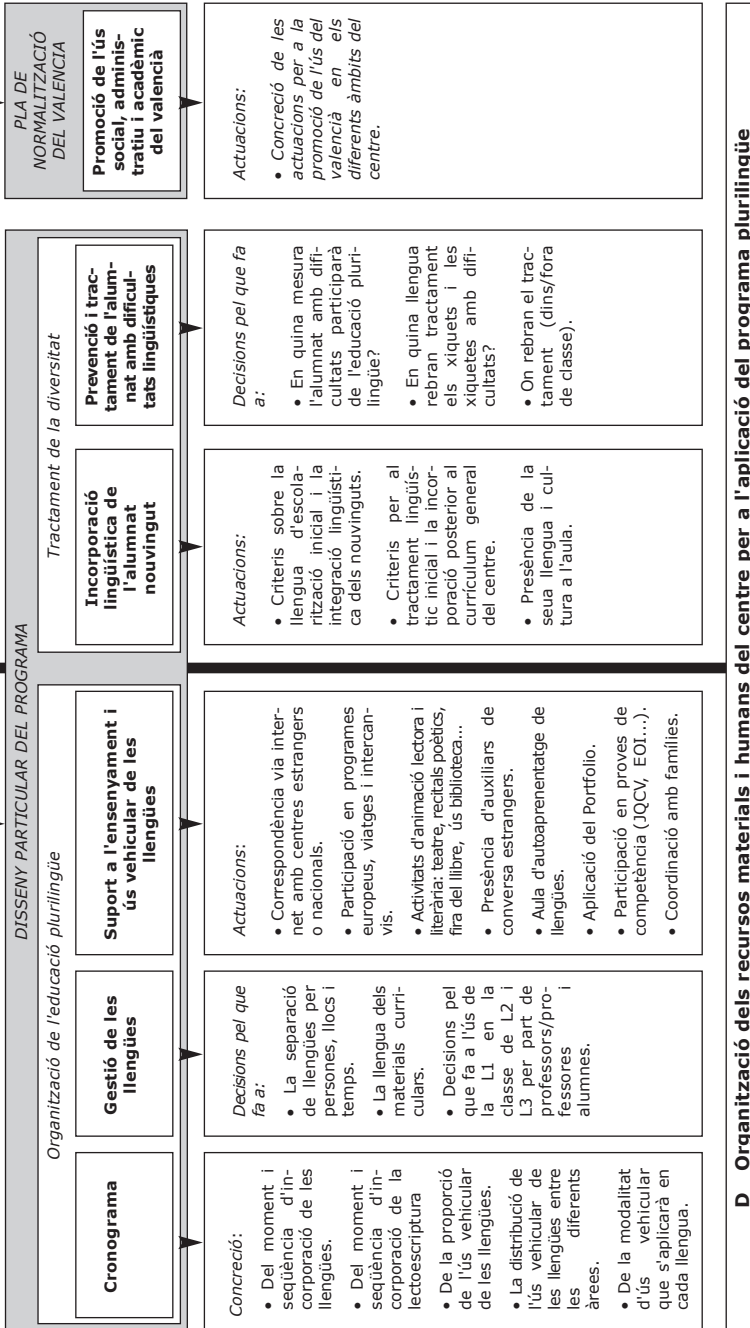 DISSENY PARTICULAR DEL PROGRAMA
Organització de l'educació plurilingüe
Cronograma
Concreció:
• Del moment i
seqüència d'in-
corporació de les
llengües.
• Del moment i
seqüència d'in-
corporació de la
lectoescriptura
• De la proporció
de l'ús vehicular
de les llengües.
• La distribució de
l'ús vehicular de
les llengües entre
les diferents
àrees.
• De la modalitat
d'ús vehicular
que s'aplicarà en
cada llengua.
Gestió de les
llengües
Decisions pel que
fa a:
• La separació
de llengües per
persones, llocs i
temps.
• La llengua dels
materials curri-
culars.
• Decisions pel
que fa a l'ús de
la L1 en la
classe de L2 i
L3 per part de
professors/pro-
fessores i
alumnes.
Suport a l'ensenyament i
ús vehicular de les
llengües
Actuacions:
• Correspondència via inter-
net amb centres estrangers
o nacionals.
• Participació en programes
europeus, viatges i intercan-
vis.
• Activitats d'animació lectora i
literària: teatre, recitals poètics,
fira del llibre, ús biblioteca...
• Presència d'auxiliars de
conversa estrangers.
• Aula d'autoaprenentatge de
llengües.
• Aplicació del Portfolio.
• Participació en proves de
competència (JQCV, EOI...).
• Coordinació amb famílies.
Tractament de la diversitat
Incorporació
lingüística de
l'alumnat
nouvingut
Actuacions:
• Criteris sobre la
llengua d'escola-
rització inicial i la
integració lingüísti-
ca dels nouvinguts.
• Criteris per al
tractament lingüís-
tic inicial i la incor-
poració posterior al
currículum general
del centre.
• Presència de la
seua llengua i cul-
tura a l'aula.
Prevenció i trac-
tament de l'alum-
nat amb dificul-
tats lingüístiques
Decisions pel que fa
a:
• En quina mesura
l'alumnat amb difi-
cultats participarà
de l'educació pluri-
lingüe?
• En quina llengua
rebran tractament
els xiquets i les
xiquetes amb difi-
cultats?
• On rebran el trac-
tament (dins/fora
de classe).
PLA DE
NORMALITZACIÓ
DEL VALENCIA
Promoció de l'ús
social, adminis-
tratiu i acadèmic
del valencià
Actuacions:
• Concreció de les
actuacions per a la
promoció de l'ús del
valencià en els
diferents àmbits del
centre.
D Organització dels recursos materials i humans del centre per a l'aplicació del programa plurilingüe